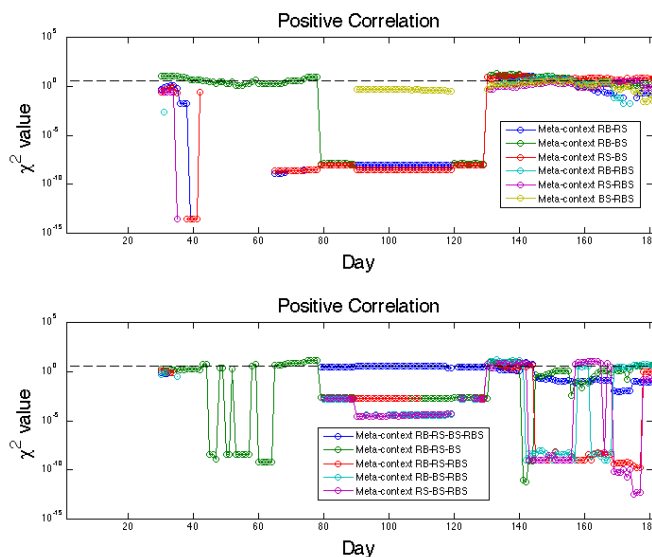 Positive Correlation
10^5
10^0
10^-5
10^-10
10^-15
χ^2 value
Meta-context RB-RS
Meta-context RB-BS
Meta-context RS-BS
Meta-context RB-RBS
Meta-context RS-RBS
Meta-context BS-RBS
20 40 60 80 100 120 140 160 180
Day
Positive Correlation
10^5
10^0
10^-5
10^-10
10^-15
χ^2 value
Meta-context RB-RS-BS-RBS
Meta-context RB-RS-BS
Meta-context RB-RS-RBS
Meta-context RB-BS-RBS
Meta-context RS-BS-RBS
20 40 60 80 100 120 140 160 180
Day